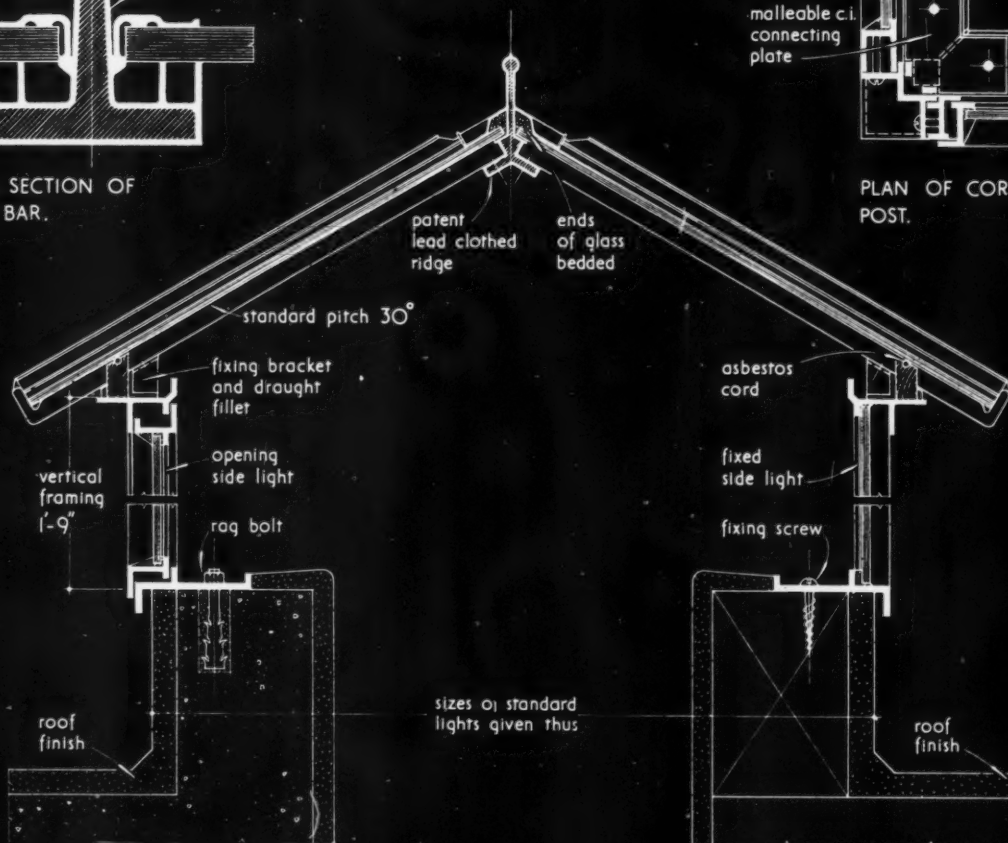 malleable c.i.
connecting
plate
SECTION OF
BAR.
PLAN OF COR
POST.
patent
lead clothed
ridge
ends
of glass
bedded
standard pitch 30°
fixing bracket
and draught
fillet
asbestos
cord
opening
side light
fixed
side light
vertical
framing
1'-9"
rag bolt
fixing screw
sizes of standard
lights given thus
roof
finish
roof
finish